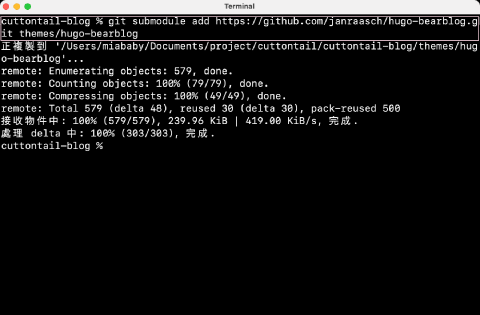 Terminal
cuttontail-blog % git submodule add https://github.com/janraasch/hugo-bearblog.g
it themes/hugo-bearblog
正複製到 '/Users/miababy/Documents/project/cuttontail/cuttontail-blog/themes/hug
o-bearblog'...
remote: Enumerating objects: 579, done.
remote: Counting objects: 100% (79/79), done.
remote: Compressing objects: 100% (49/49), done.
remote: Total 579 (delta 48), reused 30 (delta 30), pack-reused 500
接收物件中: 100% (579/579), 239.96 KiB | 419.00 KiB/s, 完成.
處理 delta 中: 100% (303/303), 完成.
cuttontail-blog %